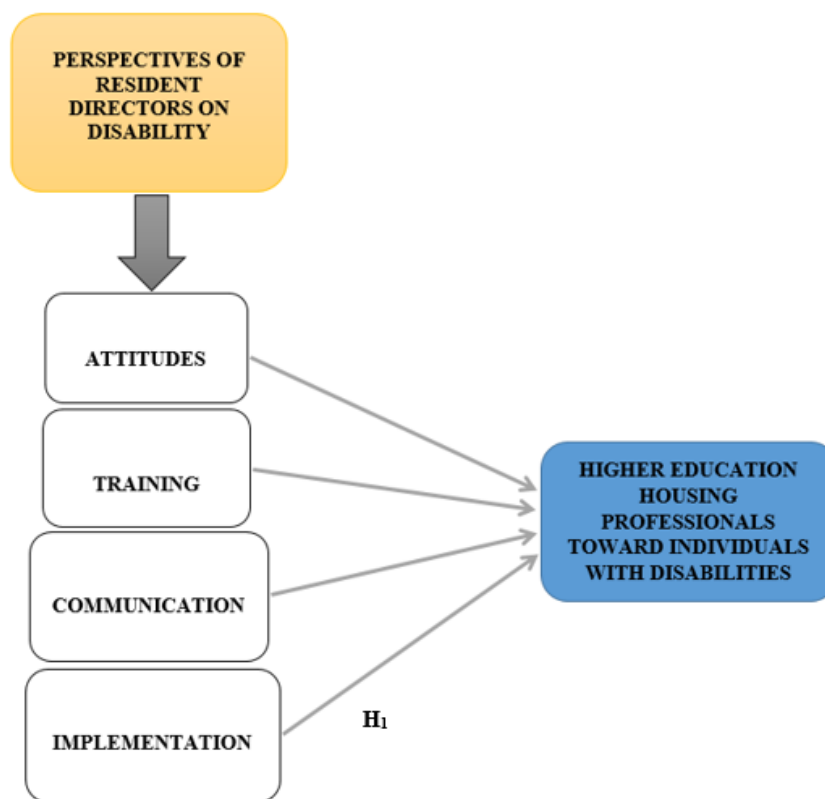 PERSPECTIVES OF
RESIDENT
DIRECTORS ON
DISABILITY
ATTITUDES
TRAINING
COMMUNICATION
IMPLEMENTATION
HIGHER EDUCATION
HOUSING
PROFESSIONALS
TOWARD INDIVIDUALS
WITH DISABILITIES
H₁